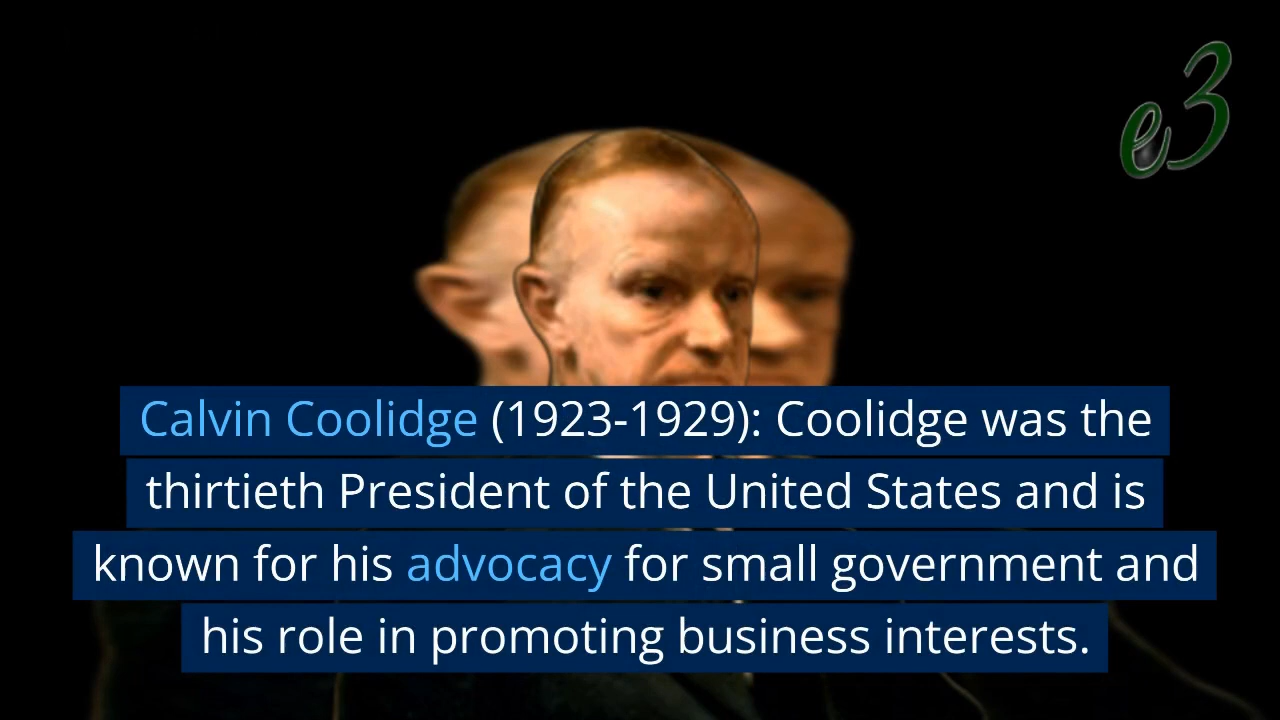 e3
Calvin Coolidge (1923-1929): Coolidge was the
thirtieth President of the United States and is
known for his advocacy for small government and
his role in promoting business interests.